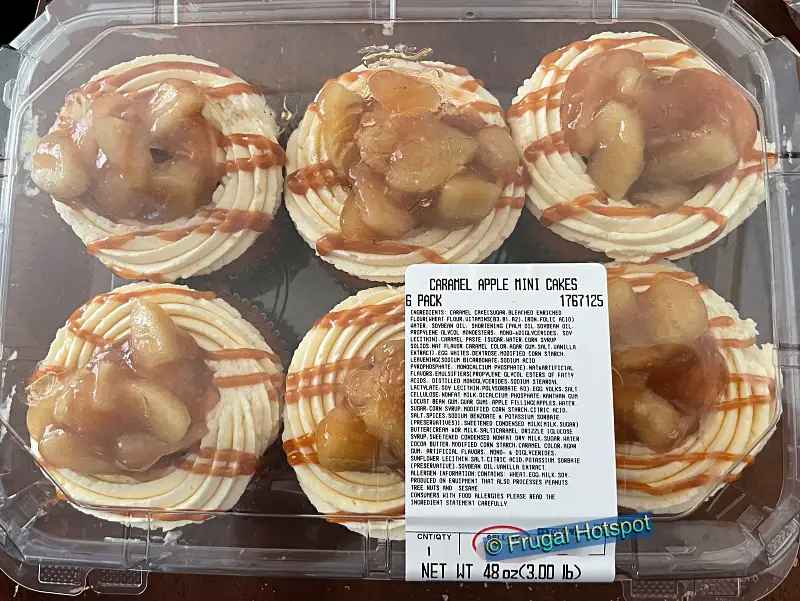 CARAMEL APPLE MINI CAKES
6 PACK 1767125
INGREDIENTS: CARAMEL CAKE(SUGAR.BLEACHED ENRICHED
FLOUR(WHEAT FLOUR.VITAMINS(B3.B1.B2).IRON.FOLIC ACID)
WATER. SOYBEAN OIL. SHORTENING (PALM OIL.SOYBEAN OIL.
PROPYLENE GLYCOL MONOESTERS. MONO-&DIGLYCERIDES. SOY
LECITHIN).CARAMEL PASTE (SUGAR.WATER.CORN SYRUP
SOLIDS.NAT FLAVOR.CARAMEL COLOR.AGAR GUM.SALT.VANILLA
EXTRACT).EGG WHITES.DEXTROSE.MODIFIED CORN STARCH.
LEAVENING(SODIUM BICARBONATE.SODIUM ACID
PYROPHOSPHATE. MONOCALCIUM PHOSPHATE).NAT&ARTIFICIAL
FLAVORS.EMULSIFIERS(PROPYLENE GLYCOL ESTERS OF FATTY
ACIDS. DISTILLED MONOGLYCERIDES.SODIUM STEAROYL
LACTYLATE.SOY LECITHIN.POLYSORBATE 60).EGG YOLKS.SALT
CELLULOSE.NONFAT MILK.DICALCIUM PHOSPHATE.XANTHAN GUM
LOCUST BEAN GUM.GUAR GUM).APPLE FILLING(APPLES.WATER.
SUGAR.CORN SYRUP.MODIFIED CORN STARCH.CITRIC ACID.
SALT.SPICES.SODIUM BENZOATE & POTASSIUM SORBATE
(PRESERVATIVES)).SWEETENED CONDENSED MILK(MILK.SUGAR)
BUTTER(CREAM &OR MILK.SALT)CARAMEL DRIZZLE (GLUCOSE
SYRUP.SWEETENED CONDENSED NONFAT DRY MILK.SUGAR.WATER
COCOA BUTTER.MODIFIED CORN STARCH.CARAMEL COLOR.AGAR
GUM. ARTIFICIAL FLAVORS. MONO- & DIGLYCERIDES.
SUNFLOWER LECITHIN.SALT.CITRIC ACID.POTASSIUM SORBATE
(PRESERVATIVE).SOYBEAN OIL.VANILLA EXTRACT.
ALLERGEN INFORMATION:CONTAINS: WHEAT.EGG.MILK.SOY.
PRODUCED ON EQUIPMENT THAT ALSO PROCESSES PEANUTS
TREE NUTS AND SESAME
CONSUMERS WITH FOOD ALLERGIES PLEASE READ THE
INGREDIENT STATEMENT CAREFULLY
CNT/QTY
1
© Frugal Hotspot
NET WT 48 oz(3.00 lb)